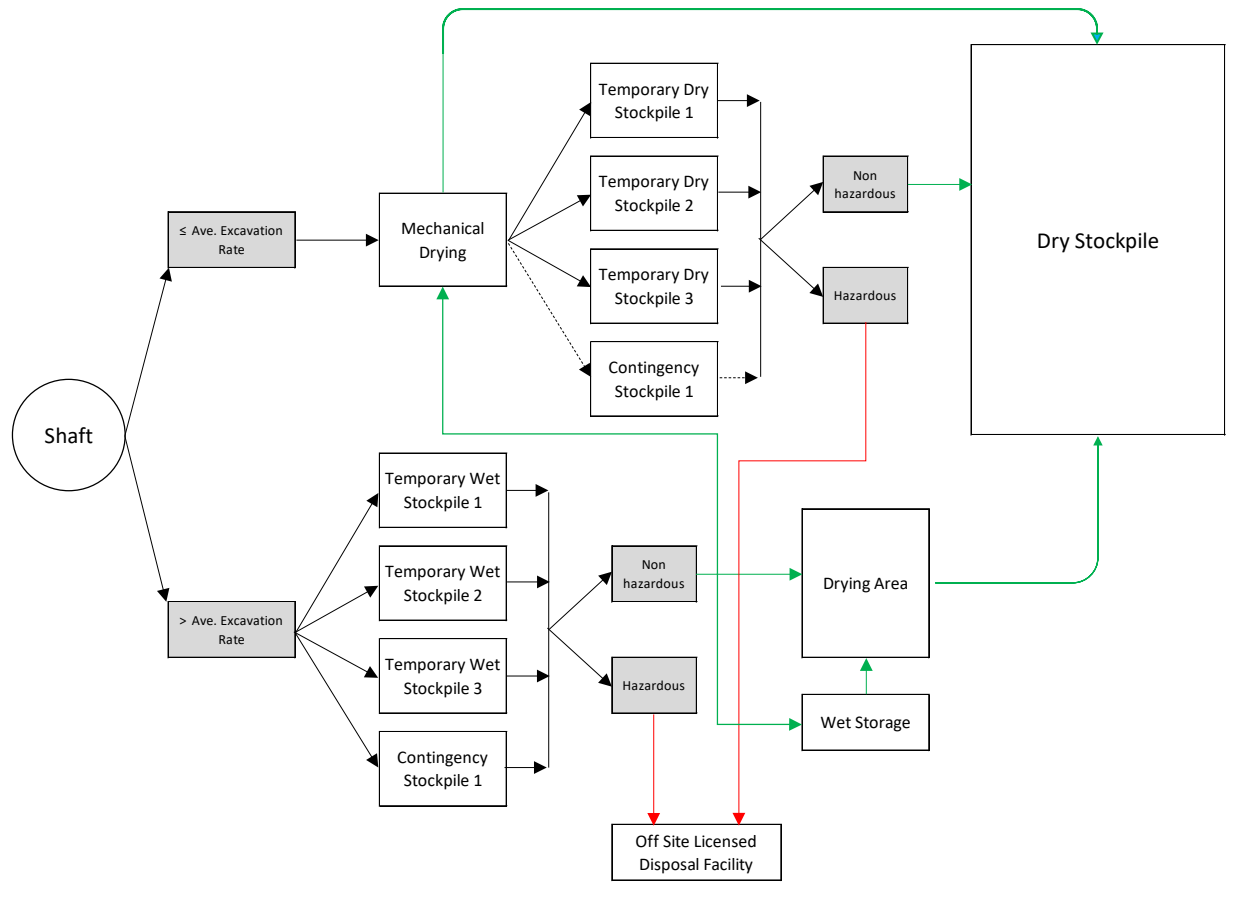 Temporary Dry
Stockpile 1
Temporary Dry
Stockpile 2
Temporary Dry
Stockpile 3
Contingency
Stockpile 1
Non
hazardous
Hazardous
Dry Stockpile
≤ Ave. Excavation
Rate
Mechanical
Drying
Shaft
> Ave. Excavation
Rate
Temporary Wet
Stockpile 1
Temporary Wet
Stockpile 2
Temporary Wet
Stockpile 3
Contingency
Stockpile 1
Non
hazardous
Hazardous
Drying Area
Wet Storage
Off Site Licensed
Disposal Facility